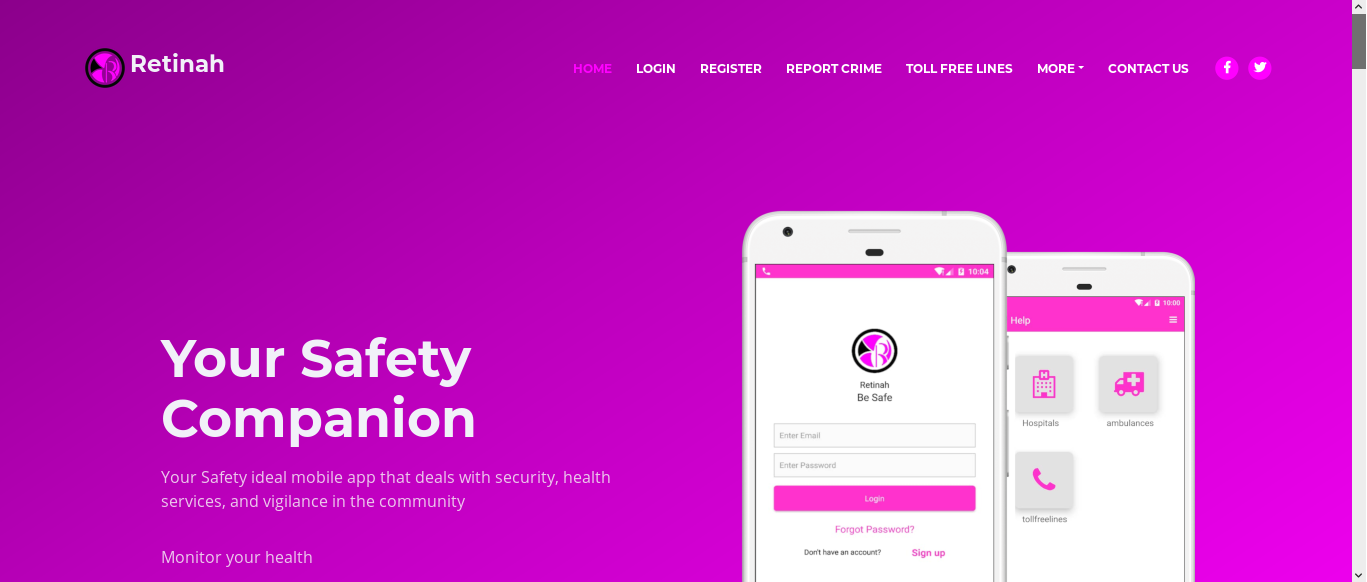 Retinah
HOME LOGIN REGISTER REPORT CRIME TOLL FREE LINES MORE CONTACT US
Your Safety
Companion
Your Safety ideal mobile app that deals with security, health
services, and vigilance in the community
Monitor your health
10:04
Retinah
Be Safe
Enter Email
Enter Password
Login
Forgot Password?
Don't have an account? Sign up
10:00
Help
Hospitals ambulances
tollfreelines